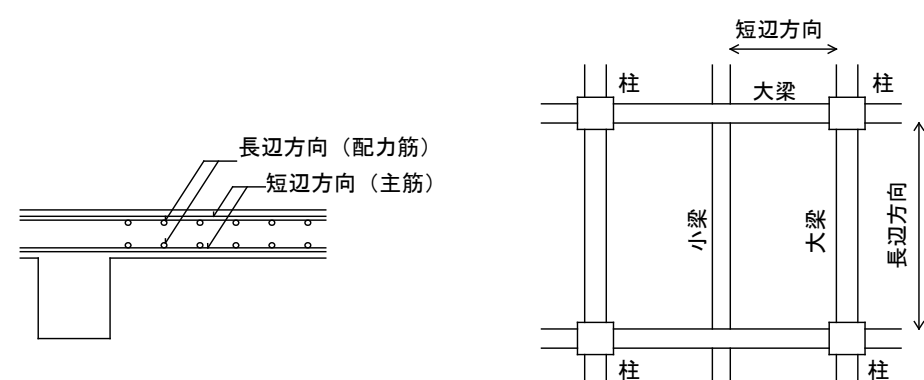 長辺方向（配力筋）
短辺方向（主筋）
短辺方向
柱
大梁
柱
小梁
大梁
長辺方向
柱
柱